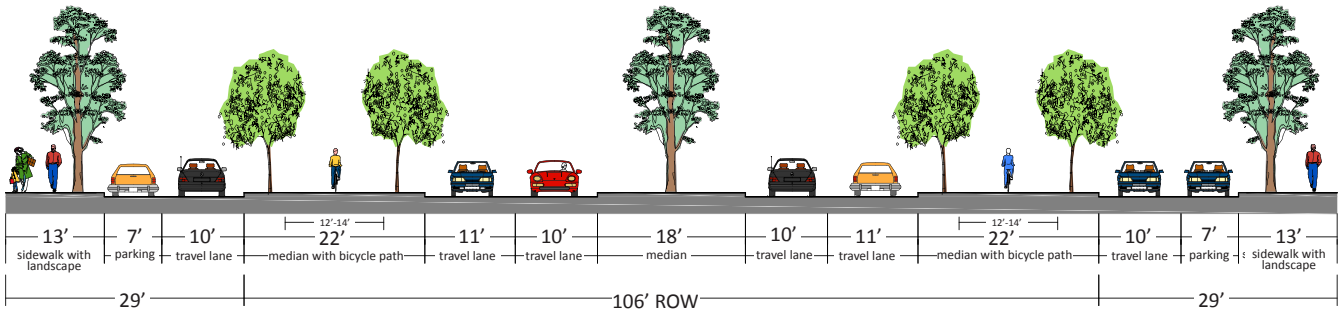 12’-14’ 12’-14’
13’ 7’ 10’ 22’ 11’ 10’ 18’ 10’ 11’ 22’ 10’ 7’ 13’
sidewalk with landscape parking travel lane median with bicycle path travel lane travel lane median travel lane travel lane median with bicycle path travel lane parking s sidewalk with landscape
29’ 106’ ROW 29’